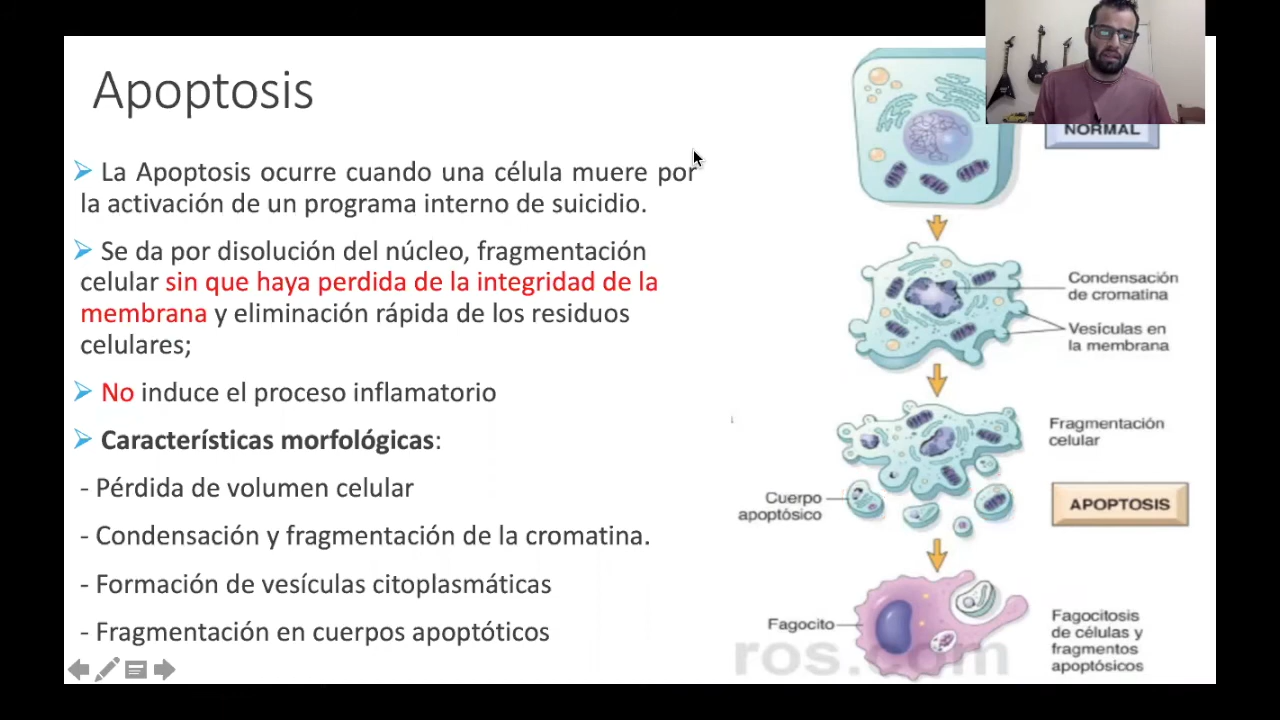 Apoptosis
➢ La Apoptosis ocurre cuando una célula muere por
la activación de un programa interno de suicidio.
➢ Se da por disolución del núcleo, fragmentación
celular sin que haya perdida de la integridad de la
membrana y eliminación rápida de los residuos
celulares;
➢ No induce el proceso inflamatorio
➢ Características morfológicas:
- Pérdida de volumen celular
- Condensación y fragmentación de la cromatina.
- Formación de vesículas citoplasmáticas
- Fragmentación en cuerpos apoptóticos
NORMAL
Condensación
de cromatina
Vesículas en
la membrana
Fragmentación
celular
Cuerpo
apoptósico
APOPTOSIS
Fagocito
Fagocitosis
de células y
fragmentos
apoptósicos
ros.com